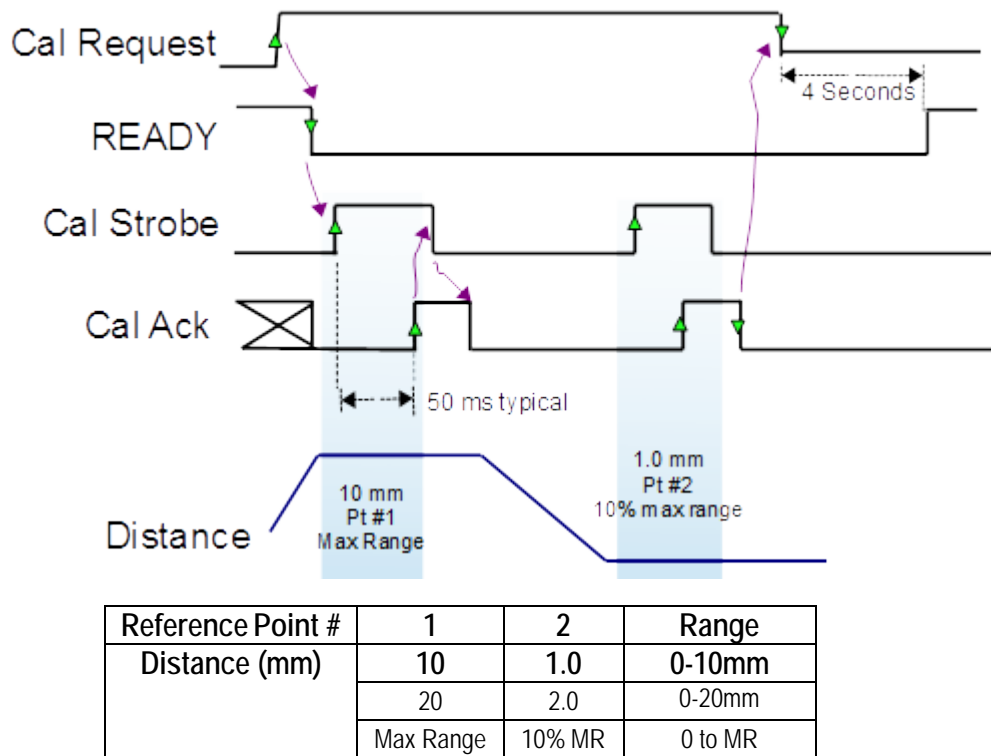 Cal Request
4 Seconds
READY
Cal Strobe
Cal Ack
50 ms typical
10 mm
Pt #1
Max Range
1.0 mm
Pt #2
10% max range
Distance
Reference Point # 1 2 Range
Distance (mm) 10 1.0 0-10mm
20 2.0 0-20mm
Max Range 10% MR 0 to MR